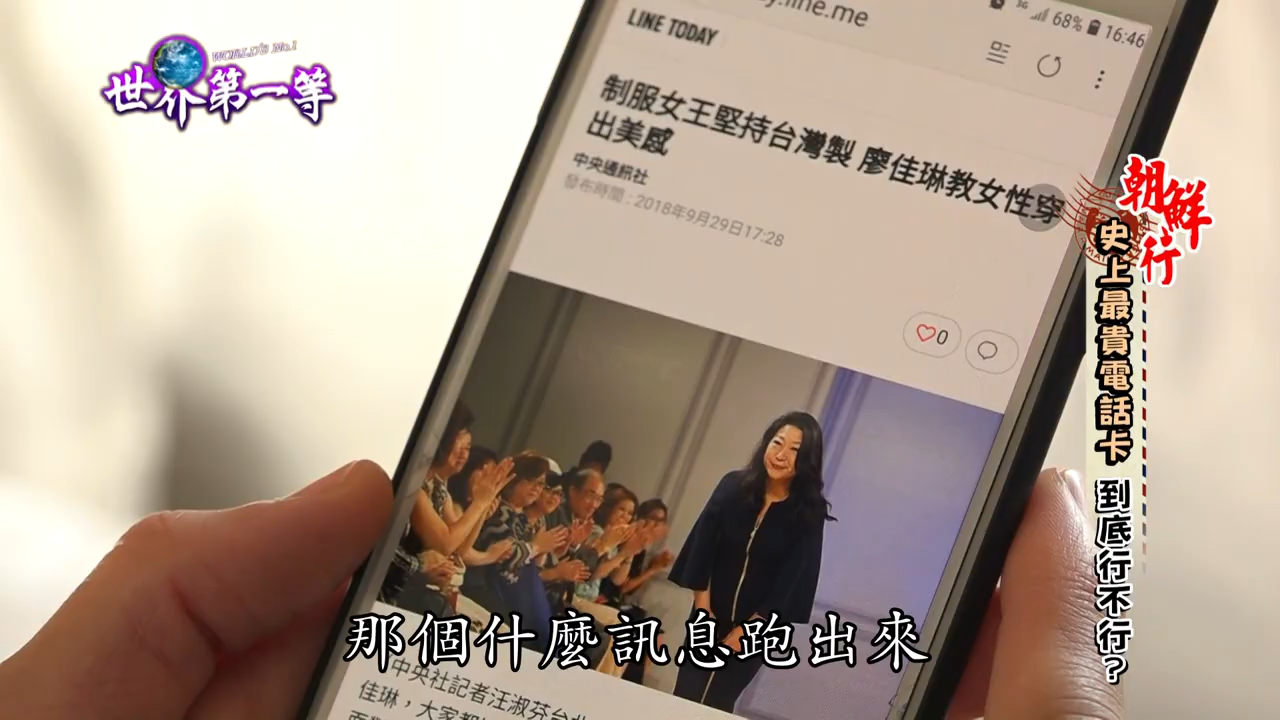 WORLD'S No.1
世界第一等
line.me
3G 68% 16:46
LINE TODAY
制服女王堅持台灣製 廖佳琳教女性穿
出美感
中央通訊社
發布時間 : 2018年9月29日17:28
0
朝鮮行
史上最貴電話卡 到底行不行?
那個什麼訊息跑出來
中央社記者汪淑芬台北
佳琳，大家都